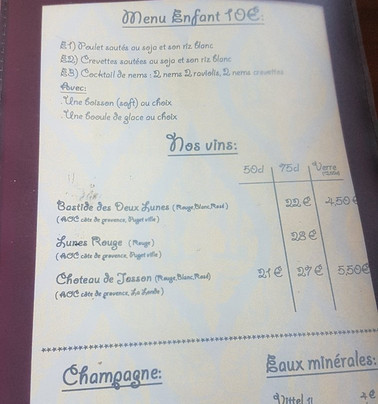 Menu Enfant 10€:
E1) Poulet sautés au soja et son riz blanc
E2) Crevettes sautées au soja et son riz blanc
E3) Cocktail de nems : 2 nems 2 raviolis, 2 nems crevettes
Avec:
.Une boisson (soft) au choix
.Une boule de glace au choix
Nos vins:
50cl 75cl Verre
Bastide des Deux Lunes (Rouge, Blanc, Rosé) 22€ 4,50€
(AOC côte de provence, Puget ville)
Lunes Rouge (Rouge) 23€
(AOC côte de provence, Puget ville)
Chateau de Jasson (Rouge, Blanc, Rosé) 21€ 27€ 5,50€
(AOC côte de provence, La Londe)
Champagne: Eaux minérales:
Vittel 1l 4€